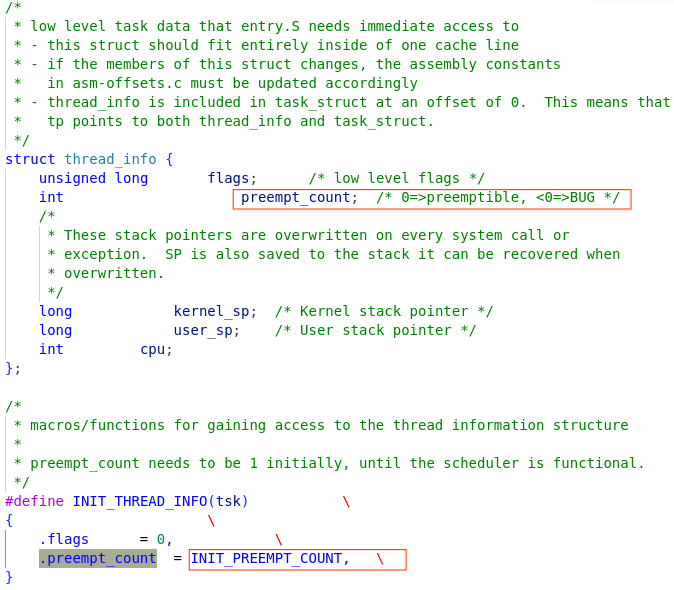 /*
 * low level task data that entry.S needs immediate access to
 * - this struct should fit entirely inside of one cache line
 * - if the members of this struct changes, the assembly constants
 *   in asm-offsets.c must be updated accordingly
 * - thread_info is included in task_struct at an offset of 0.  This means that
 *   tp points to both thread_info and task_struct.
 */
struct thread_info {
    unsigned long       flags;      /* low level flags */
    int                     preempt_count;  /* 0=>preemptible, <0=>BUG */
    /*
     * These stack pointers are overwritten on every system call or
     * exception.  SP is also saved to the stack it can be recovered when
     * overwritten.
     */
    long            kernel_sp;  /* Kernel stack pointer */
    long            user_sp;    /* User stack pointer */
    int         cpu;
};

/*
 * macros/functions for gaining access to the thread information structure
 *
 * preempt_count needs to be 1 initially, until the scheduler is functional.
 */
#define INIT_THREAD_INFO(tsk)           \
{                       \
    .flags      = 0,            \
    .preempt_count  = INIT_PREEMPT_COUNT,   \
}